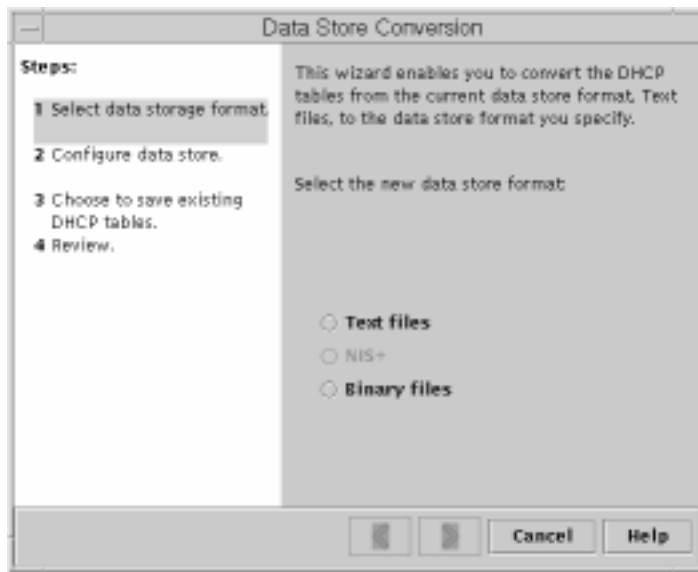 Data Store Conversion
Steps:
1 Select data storage format.
2 Configure data store.
3 Choose to save existing
DHCP tables.
4 Review.
This wizard enables you to convert the DHCP
tables from the current data store format, Text
files, to the data store format you specify.
Select the new data store format:
Text files
NIS+
Binary files
Cancel
Help